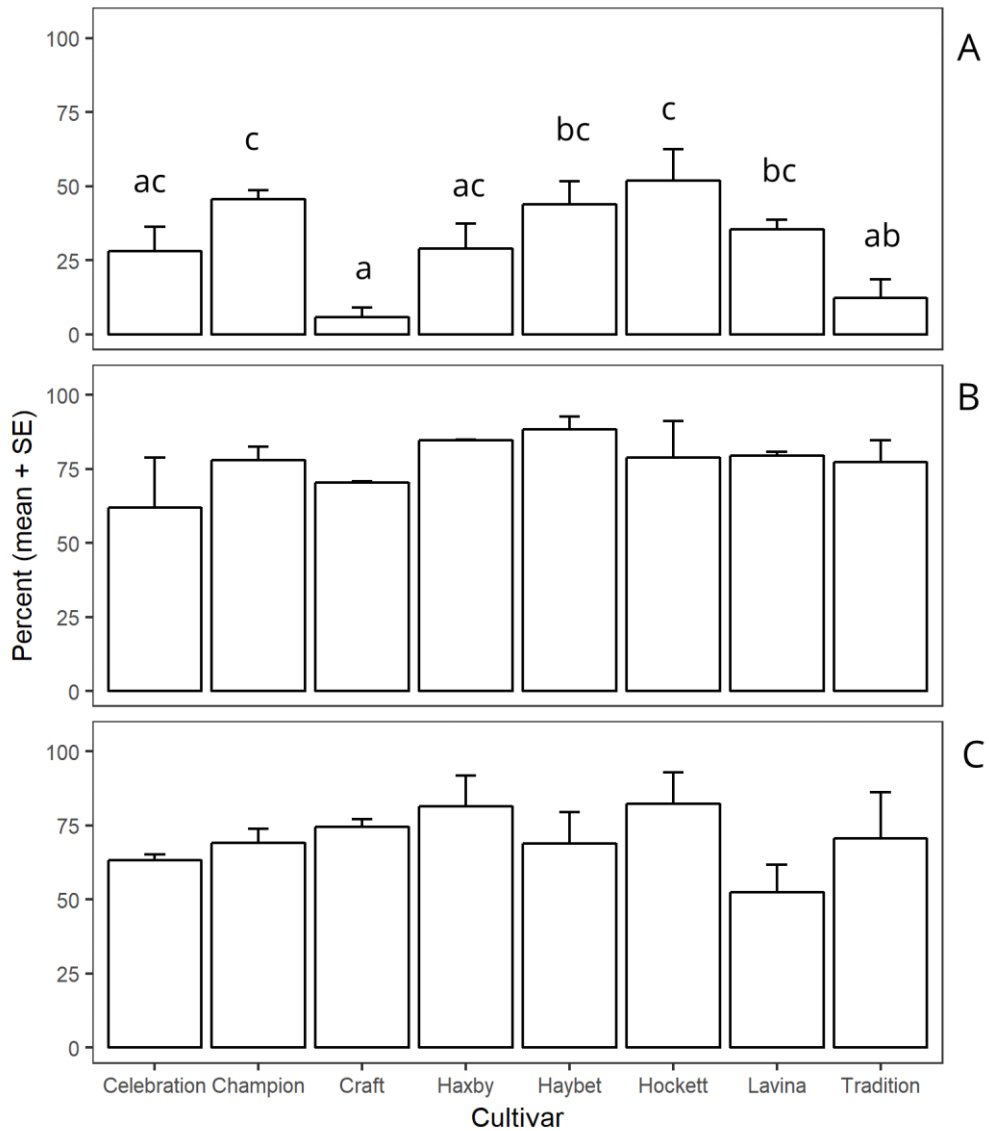 A
100
75
50
25
0
ac
c
a
ac
bc
c
bc
ab
B
100
75
50
25
0
C
100
75
50
25
0
Percent (mean + SE)
Celebration Champion Craft Haxby Haybet Hockett Lavina Tradition
Cultivar